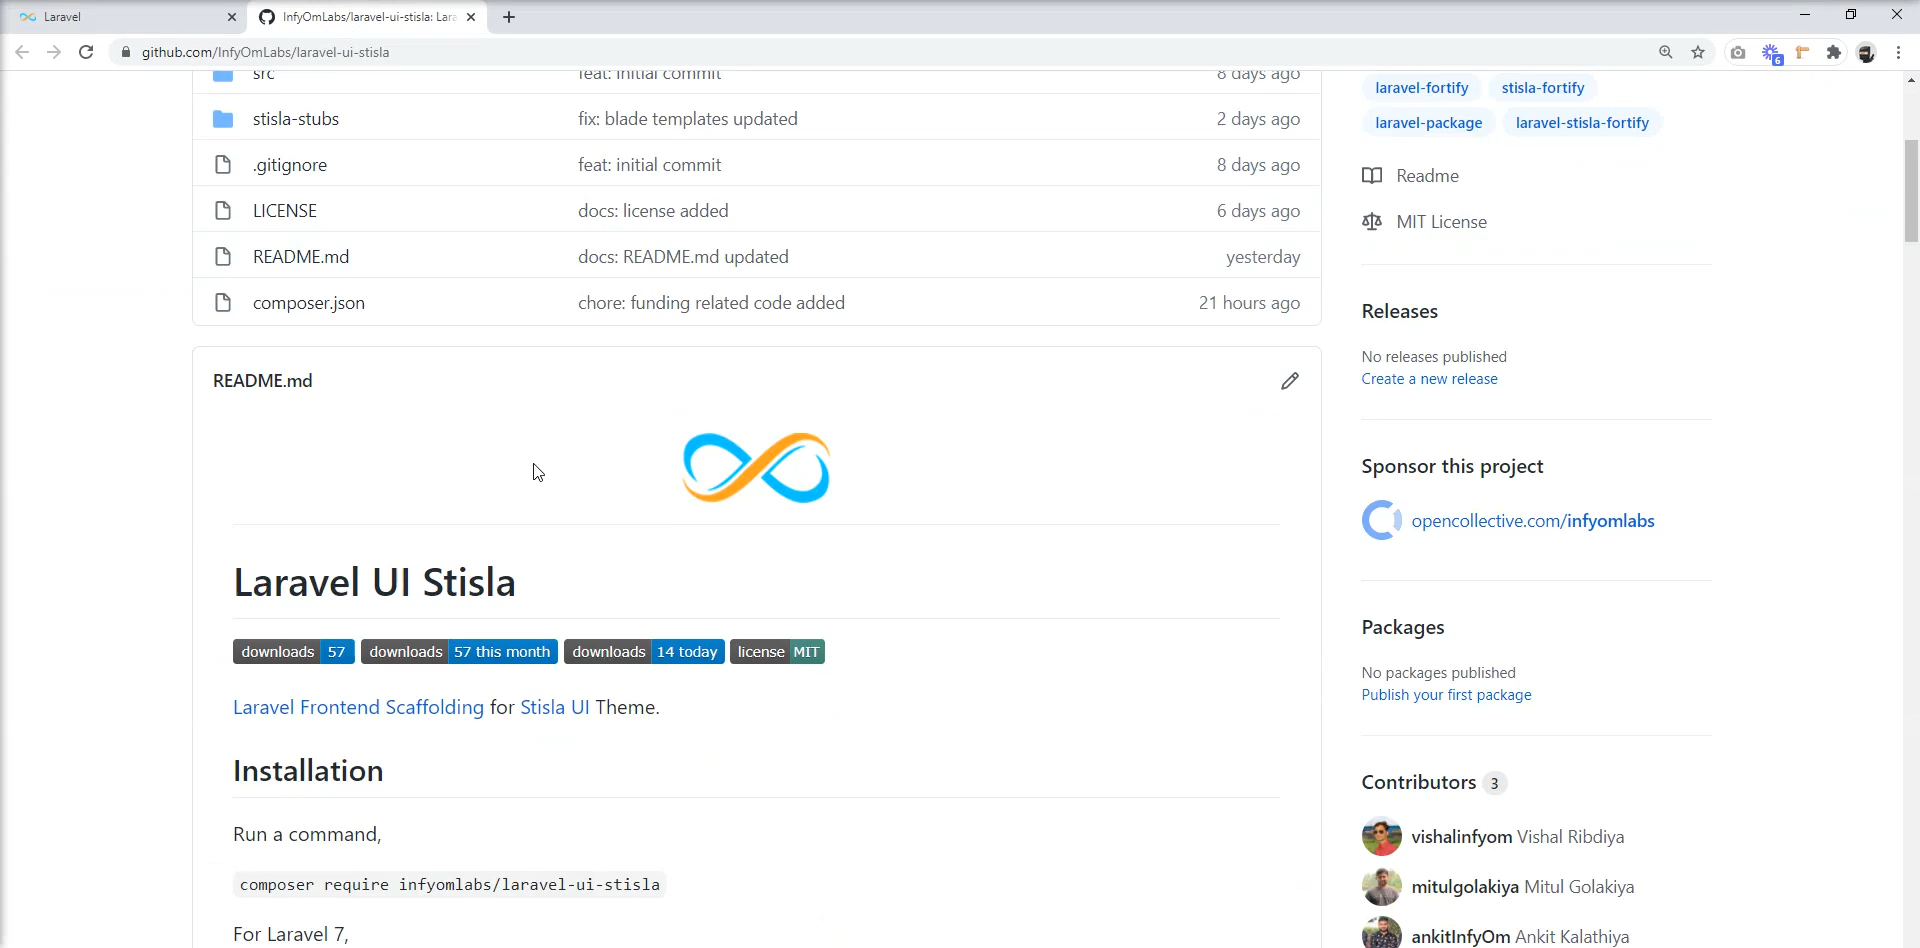 Laravel
InfyOmLabs/laravel-ui-stisla: Lara
github.com/InfyOmLabs/laravel-ui-stisla
6
src feat: initial commit 8 days ago
stisla-stubs fix: blade templates updated 2 days ago
.gitignore feat: initial commit 8 days ago
LICENSE docs: license added 6 days ago
README.md docs: README.md updated yesterday
composer.json chore: funding related code added 21 hours ago
README.md
Laravel UI Stisla
downloads 57 downloads 57 this month downloads 14 today license MIT
Laravel Frontend Scaffolding for Stisla UI Theme.
Installation
Run a command,
composer require infyomlabs/laravel-ui-stisla
For Laravel 7,
laravel-fortify stisla-fortify
laravel-package laravel-stisla-fortify
Readme
MIT License
Releases
No releases published
Create a new release
Sponsor this project
opencollective.com/infyomlabs
Packages
No packages published
Publish your first package
Contributors 3
vishalinfyom Vishal Ribdiya
mitulgolakiya Mitul Golakiya
ankitInfyOm Ankit Kalathiya